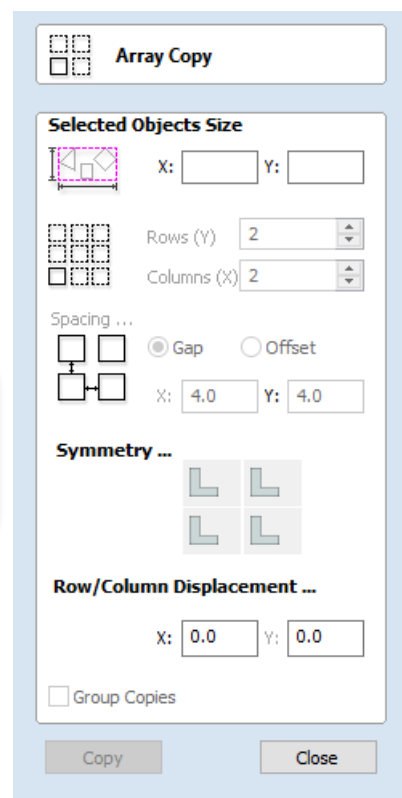 Array Copy
Selected Objects Size
X: Y:
Rows (Y) 2
Columns (X) 2
Spacing ...
Gap Offset
X: 4.0 Y: 4.0
Symmetry ...
Row/Column Displacement ...
X: 0.0 Y: 0.0
Group Copies
Copy Close